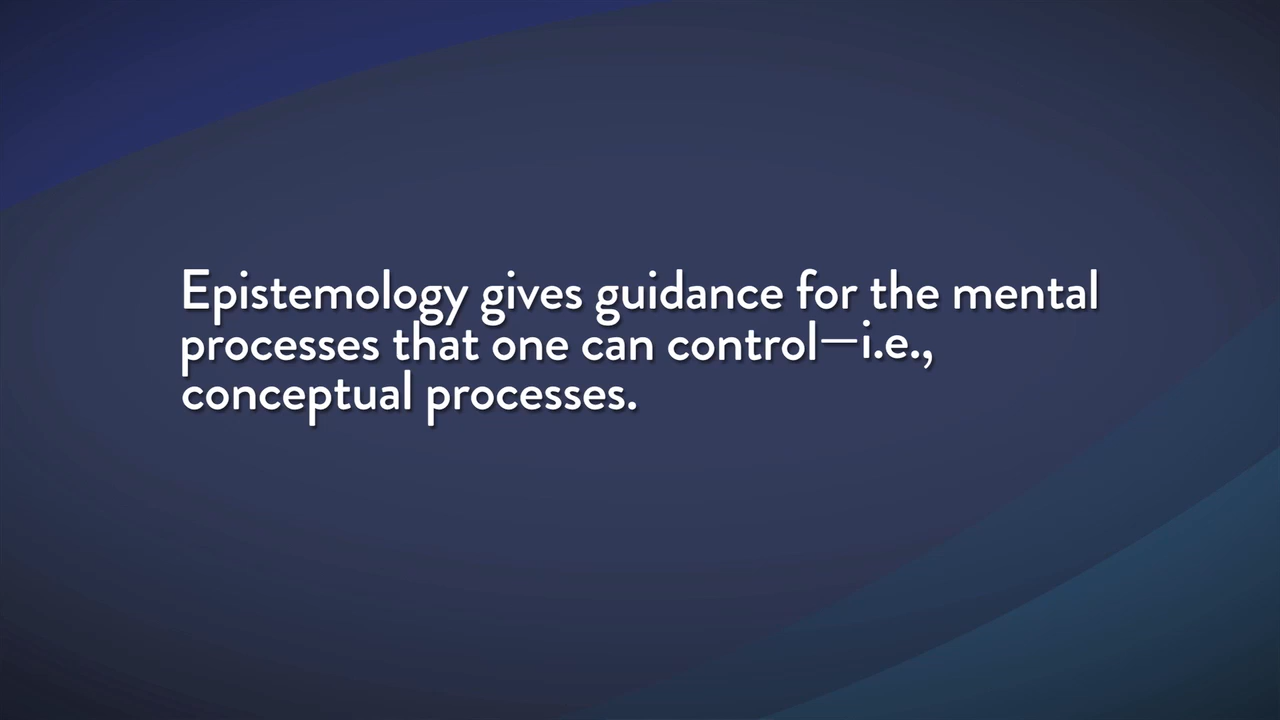 Epistemology gives guidance for the mental
processes that one can control—i.e.,
conceptual processes.